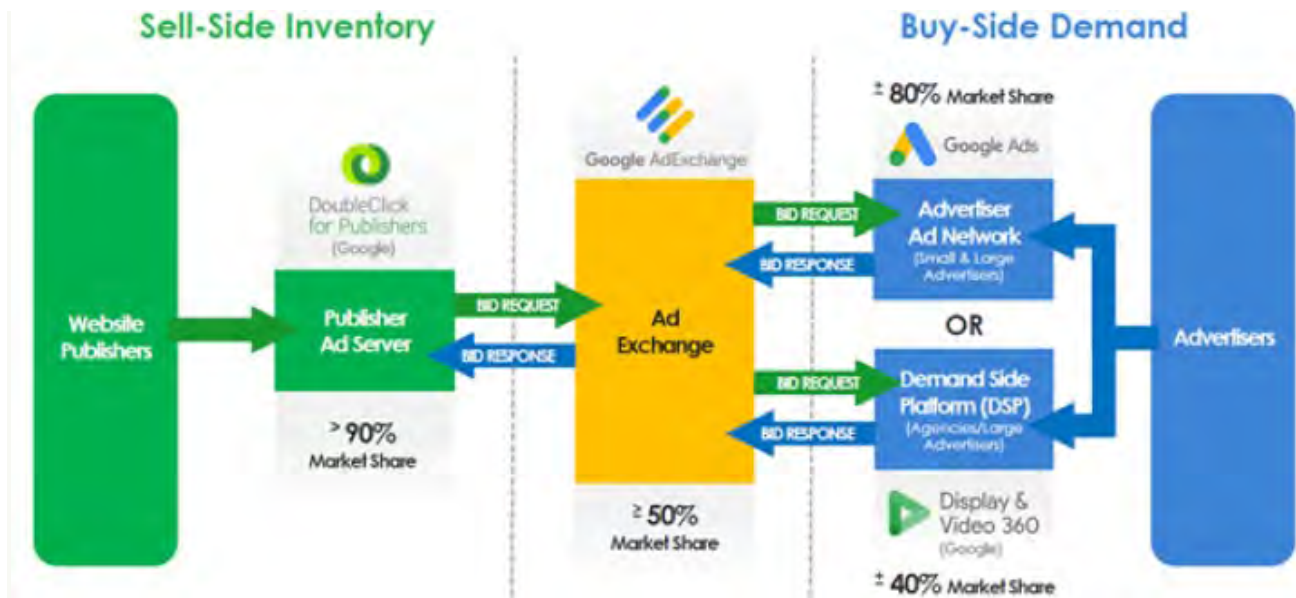 Sell-Side Inventory
Buy-Side Demand
Website
Publishers
DoubleClick
for Publishers
(Google)
Publisher
Ad Server
> 90%
Market Share
BID REQUEST
BID RESPONSE
Google AdExchange
Ad
Exchange
≥ 50%
Market Share
BID REQUEST
BID RESPONSE
BID REQUEST
BID RESPONSE
± 80% Market Share
Google Ads
Advertiser
Ad Network
(Small & Large
Advertisers)
OR
Demand Side
Platform (DSP)
(Agencies/Large
Advertisers)
Display &
Video 360
(Google)
± 40% Market Share
Advertisers